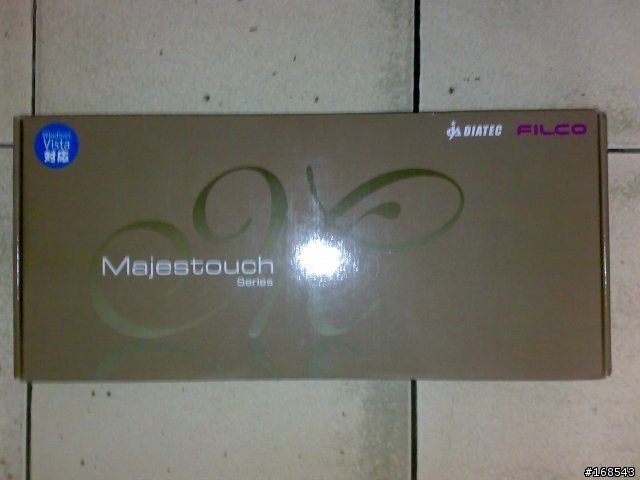 Windows
Vista
対応
DIATEC FILCO
Majestouch
Series
#168543